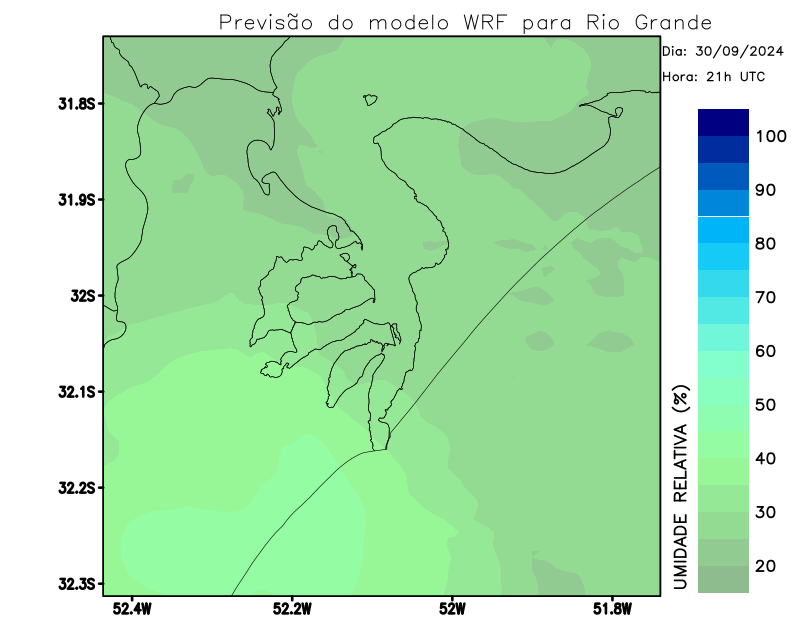 Previsão do modelo WRF para Rio Grande
Dia: 30/09/2024
Hora: 21h UTC
31.8S
31.9S
32S
32.1S
32.2S
32.3S
52.4W
52.2W
52W
51.8W
UMIDADE RELATIVA (%)
100
90
80
70
60
50
40
30
20